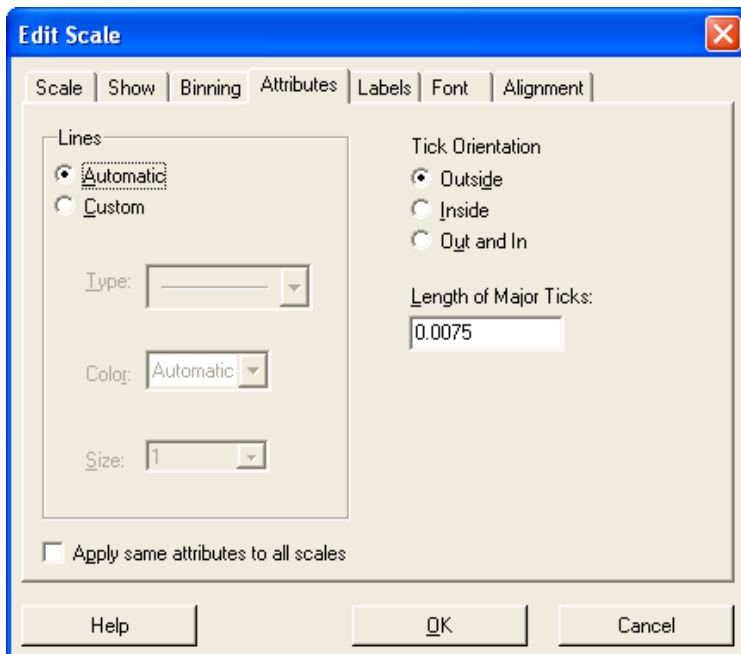 Edit Scale
Scale Show Binning Attributes Labels Font Alignment
Lines
Automatic
Custom
Type:
Color: Automatic
Size: 1
Tick Orientation
Outside
Inside
Out and In
Length of Major Ticks:
0.0075
Apply same attributes to all scales
Help OK Cancel